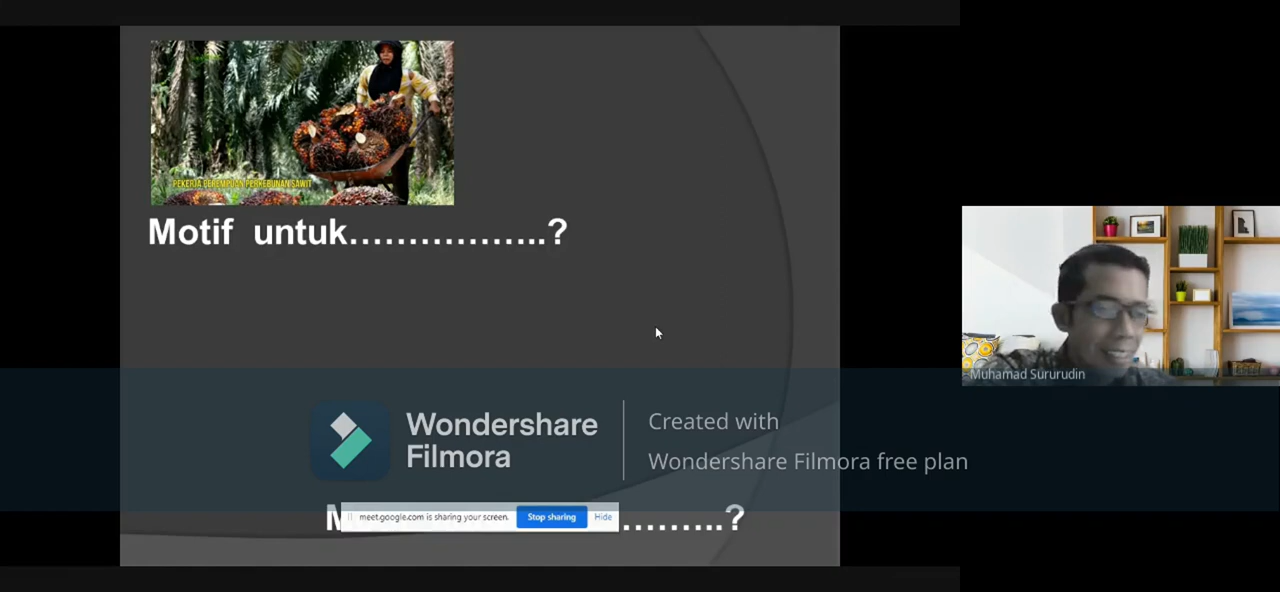 PEKERJA PEREMPUAN PERKEBUNAN SAWIT
Motif untuk……………..?
Muhamad Sururudin
Wondershare
Filmora
Created with
Wondershare Filmora free plan
meet.google.com is sharing your screen.
Stop sharing
Hide
……..?